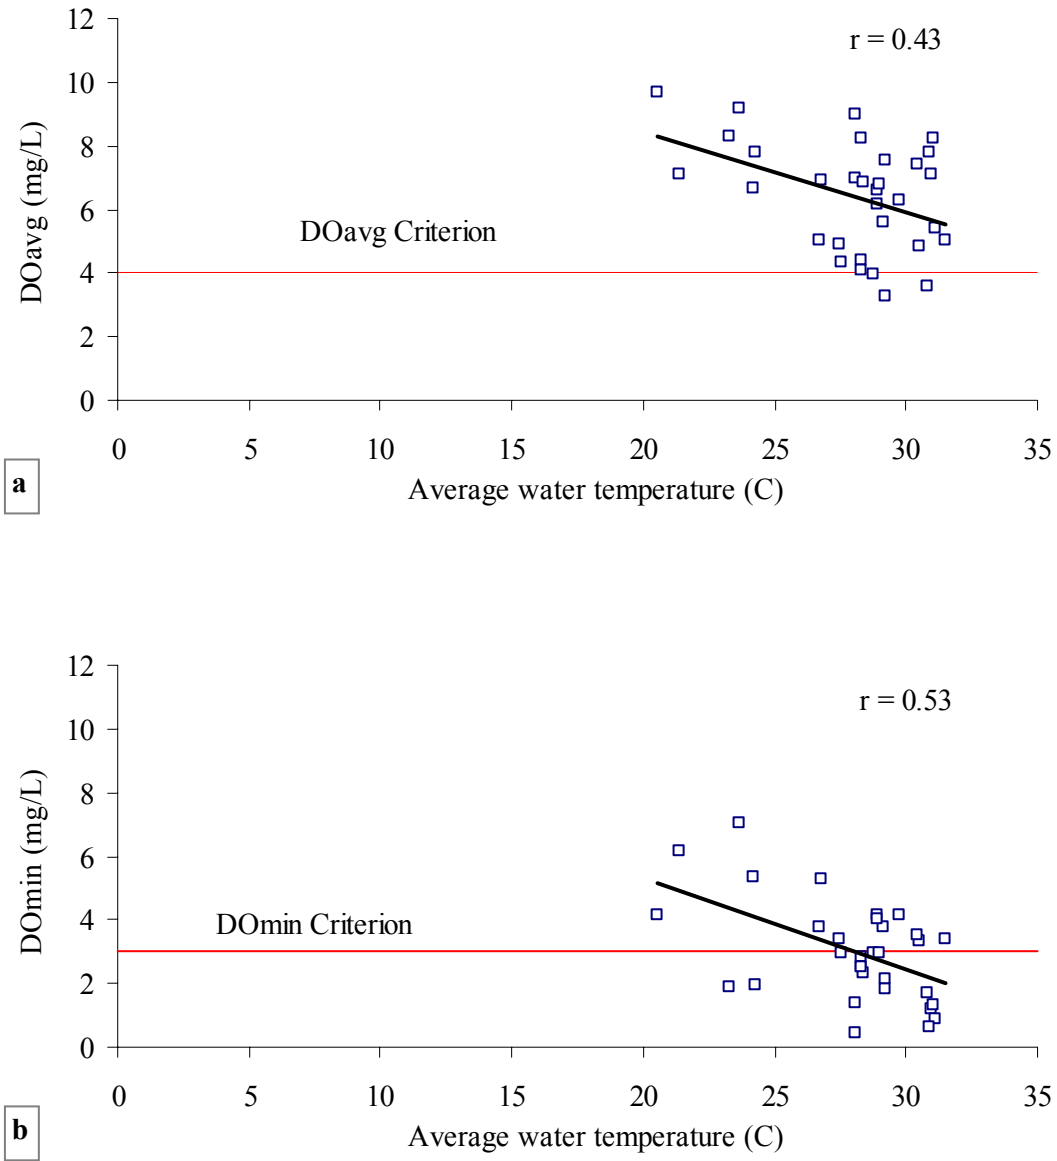 12
r = 0.43
10
8
6
DOavg Criterion
4
2
0
DOavg (mg/L)
0 5 10 15 20 25 30 35
Average water temperature (C)
a
12
r = 0.53
10
8
6
4
DOmin Criterion
2
0
DOmin (mg/L)
0 5 10 15 20 25 30 35
Average water temperature (C)
b